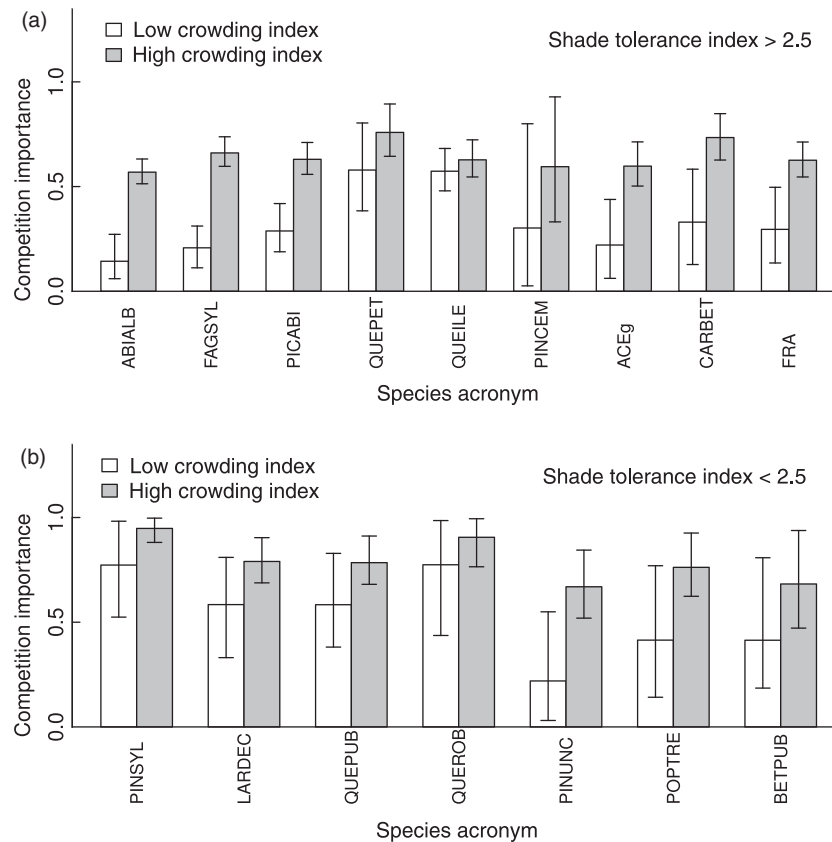 (a)
Low crowding index
High crowding index
Shade tolerance index > 2.5
Competition importance
0.0
0.5
1.0
ABIALB
FAGSYL
PICABI
QUEPET
QUEILE
PINCEM
ACEg
CARBET
FRA
Species acronym
(b)
Low crowding index
High crowding index
Shade tolerance index < 2.5
Competition importance
0.0
0.5
1.0
PINSYL
LARDEC
QUEPUB
QUEROB
PINUNC
POPTRE
BETPUB
Species acronym